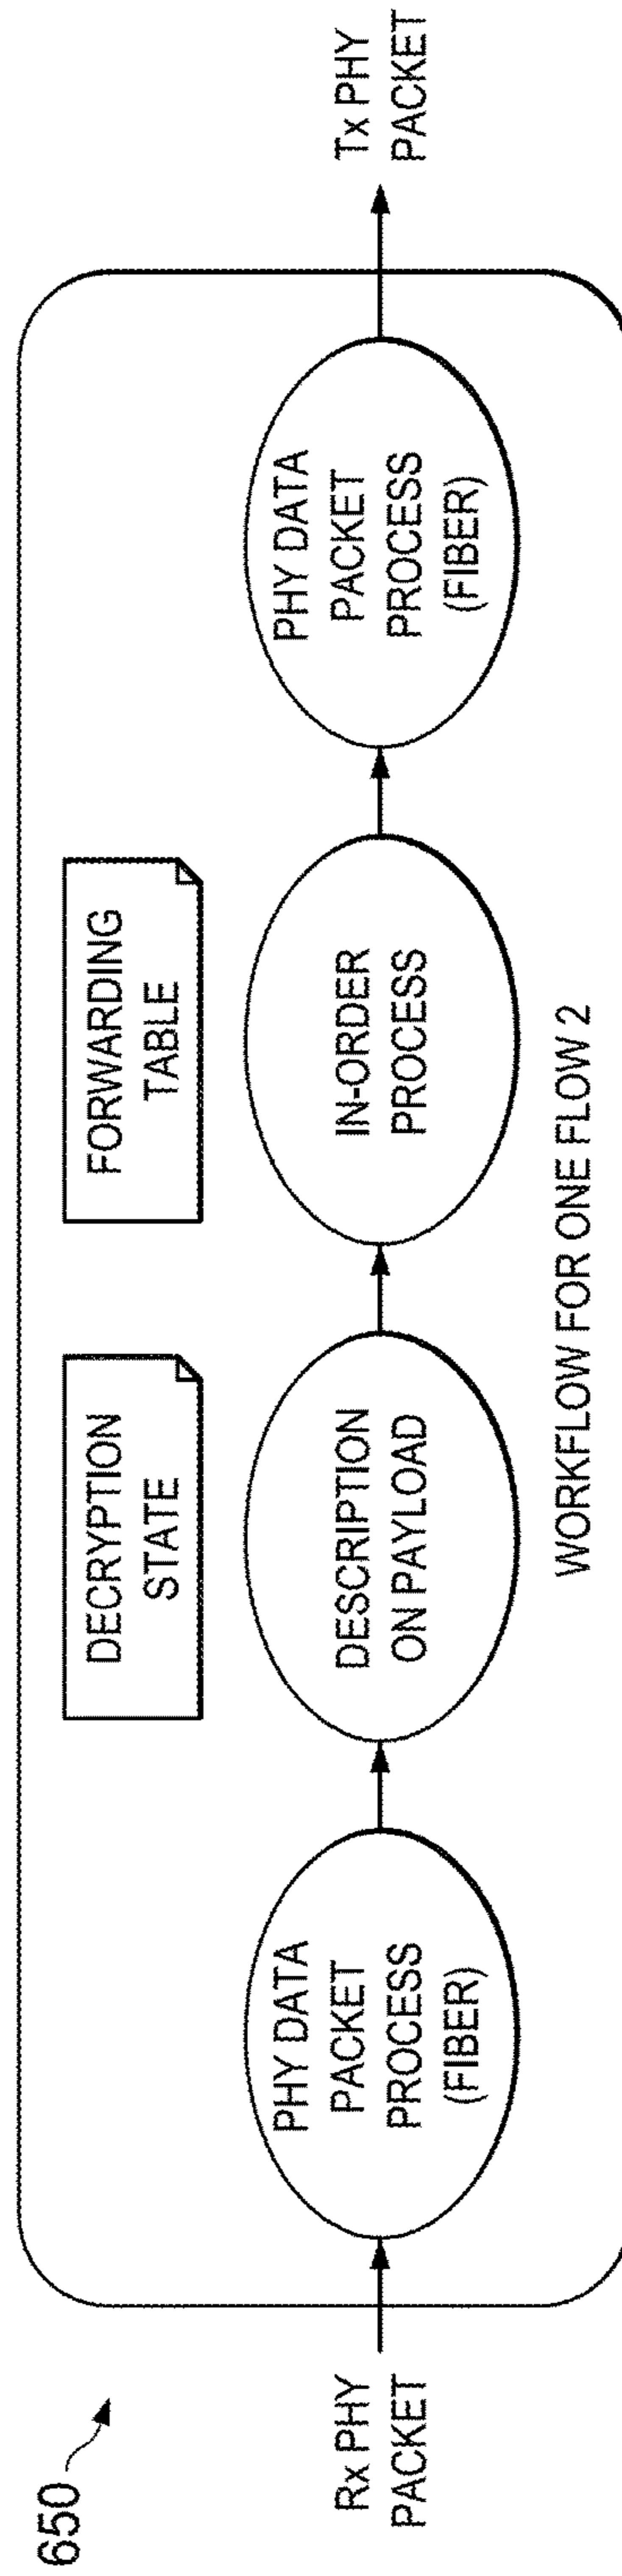 650
Rx PHY
PACKET
PHY DATA
PACKET
PROCESS
(FIBER)
DECRYPTION
STATE
DESCRIPTION
ON PAYLOAD
FORWARDING
TABLE
IN-ORDER
PROCESS
PHY DATA
PACKET
PROCESS
(FIBER)
Tx PHY
PACKET
WORKFLOW FOR ONE FLOW 2